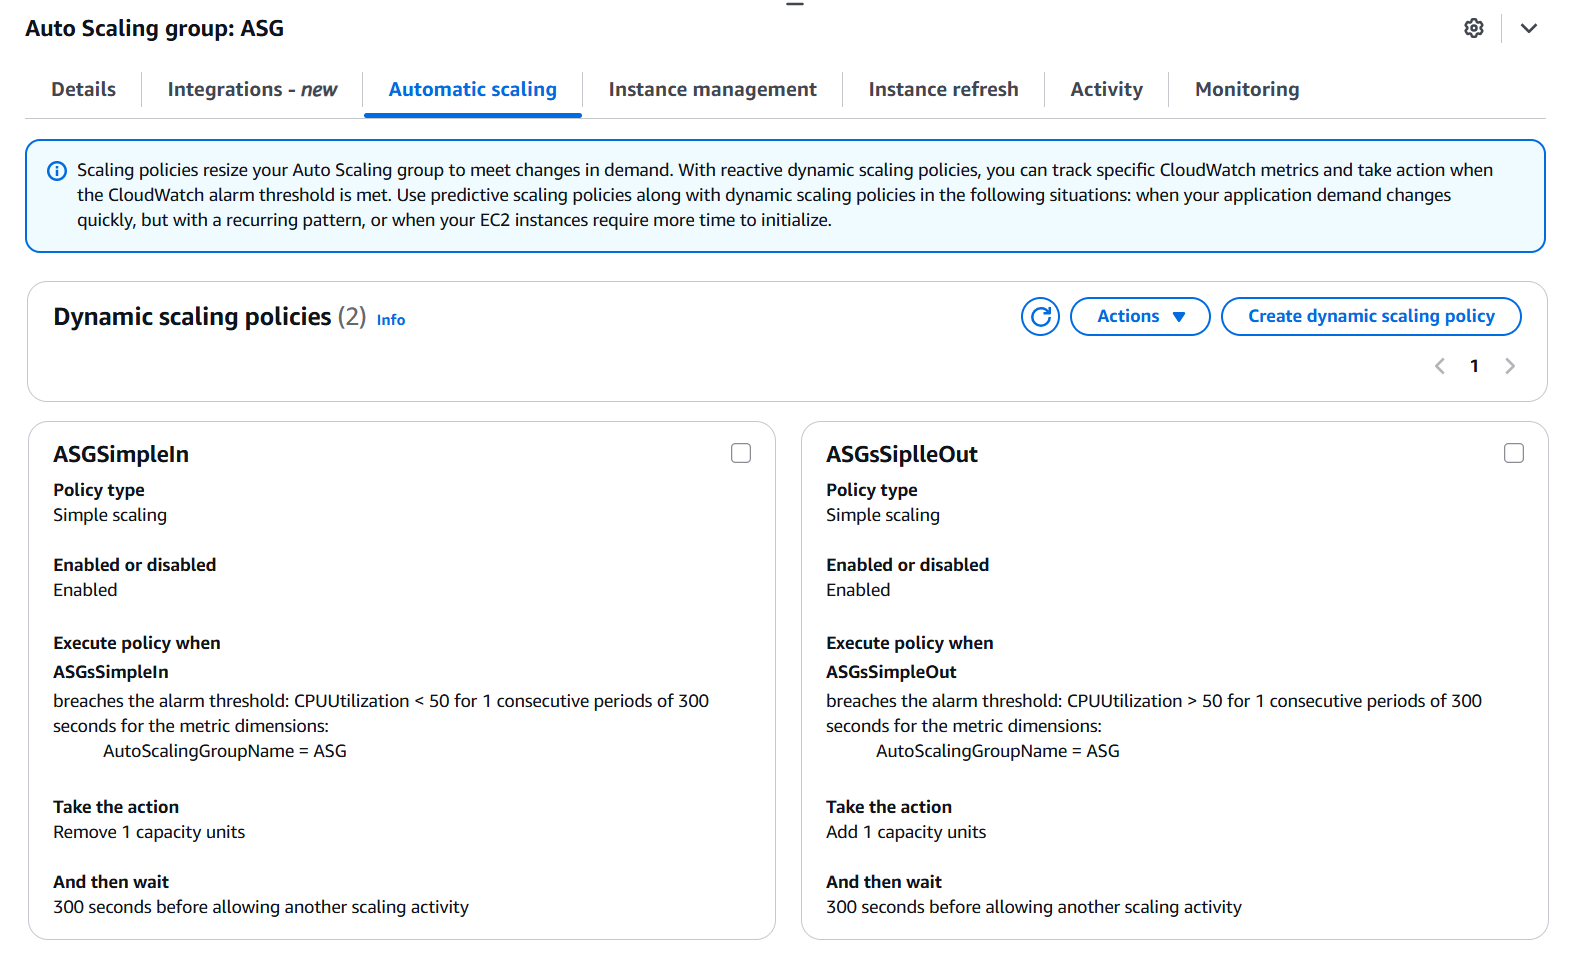 Auto Scaling group: ASG
Details
Integrations - new
Automatic scaling
Instance management
Instance refresh
Activity
Monitoring
Scaling policies resize your Auto Scaling group to meet changes in demand. With reactive dynamic scaling policies, you can track specific CloudWatch metrics and take action when
the CloudWatch alarm threshold is met. Use predictive scaling policies along with dynamic scaling policies in the following situations: when your application demand changes
quickly, but with a recurring pattern, or when your EC2 instances require more time to initialize.
Dynamic scaling policies (2) Info
Actions
Create dynamic scaling policy
1
ASGSimpleIn
Policy type
Simple scaling
Enabled or disabled
Enabled
Execute policy when
ASGsSimpleIn
breaches the alarm threshold: CPUUtilization < 50 for 1 consecutive periods of 300
seconds for the metric dimensions:
AutoScalingGroupName = ASG
Take the action
Remove 1 capacity units
And then wait
300 seconds before allowing another scaling activity
ASGsSiplleOut
Policy type
Simple scaling
Enabled or disabled
Enabled
Execute policy when
ASGsSimpleOut
breaches the alarm threshold: CPUUtilization > 50 for 1 consecutive periods of 300
seconds for the metric dimensions:
AutoScalingGroupName = ASG
Take the action
Add 1 capacity units
And then wait
300 seconds before allowing another scaling activity